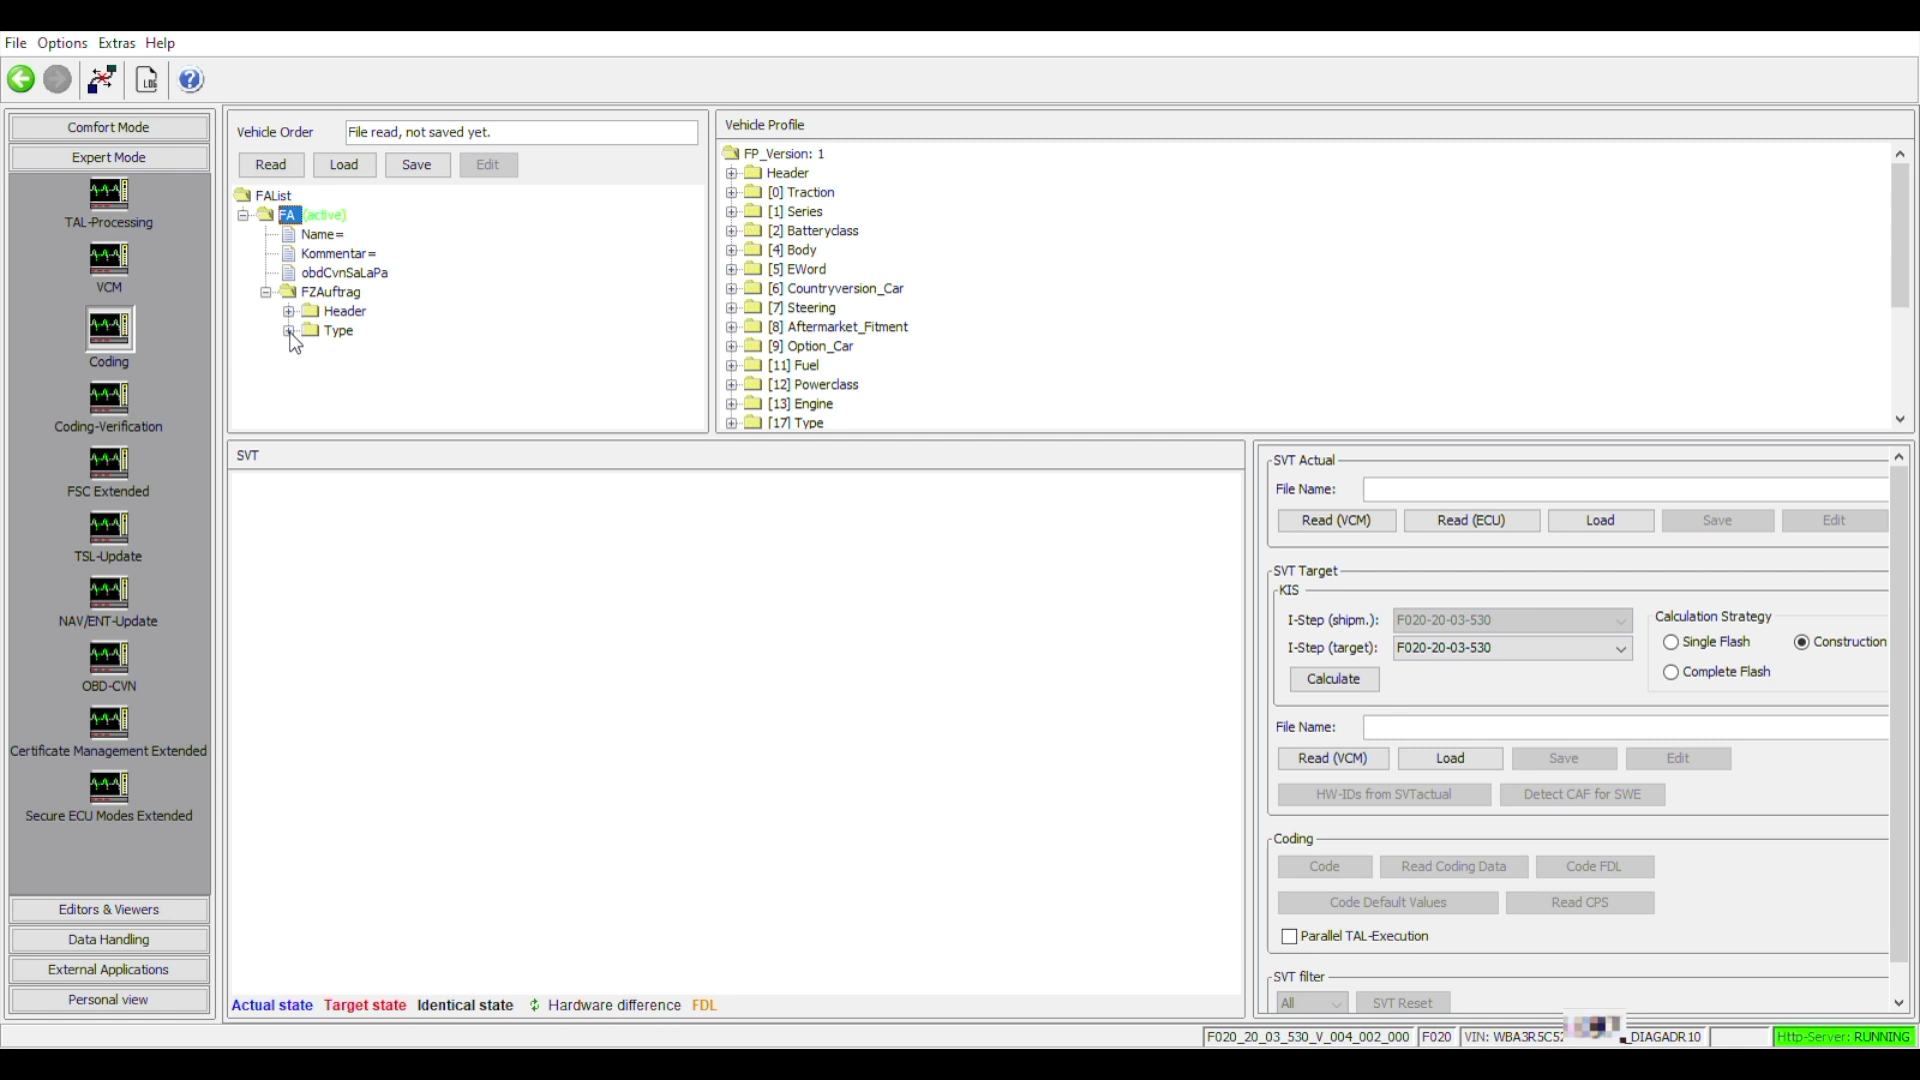 File Options Extras Help
Comfort Mode
Expert Mode
TAL-Processing
VCM
Coding
Coding-Verification
FSC Extended
TSL-Update
NAV/ENT-Update
OBD-CVN
Certificate Management Extended
Secure ECU Modes Extended
Editors & Viewers
Data Handling
External Applications
Personal view
Vehicle Order File read, not saved yet.
Read Load Save Edit
FAList
FA (active)
Name=
Kommentar=
obdCvnSaLaPa
FZAuftrag
Header
Type
Vehicle Profile
FP_Version: 1
Header
[0] Traction
[1] Series
[2] Batteryclass
[4] Body
[5] EWord
[6] Countryversion_Car
[7] Steering
[8] Aftermarket_Fitment
[9] Option_Car
[11] Fuel
[12] Powerclass
[13] Engine
[17] Type
SVT
Actual state Target state Identical state Hardware difference FDL
SVT Actual
File Name:
Read (VCM) Read (ECU) Load Save Edit
SVT Target
KIS
I-Step (shipm.): F020-20-03-530
I-Step (target): F020-20-03-530
Calculate
Calculation Strategy
Single Flash Construction
Complete Flash
File Name:
Read (VCM) Load Save Edit
HW-IDs from SVTactual Detect CAF for SWE
Coding
Code Read Coding Data Code FDL
Code Default Values Read CPS
Parallel TAL-Execution
SVT filter
All SVT Reset
F020_20_03_530_V_004_002_000 F020 VIN: WBA3R5C5 _DIAGADR10 Http-Server: RUNNING
LOG